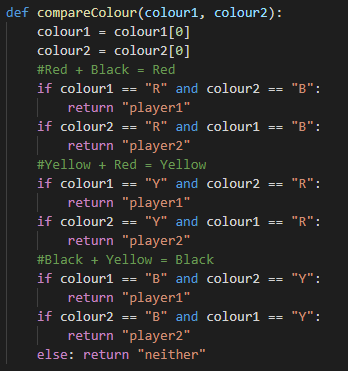 def compareColour(colour1, colour2):
    colour1 = colour1[0]
    colour2 = colour2[0]
    #Red + Black = Red
    if colour1 == "R" and colour2 == "B":
        return "player1"
    if colour2 == "R" and colour1 == "B":
        return "player2"
    #Yellow + Red = Yellow
    if colour1 == "Y" and colour2 == "R":
        return "player1"
    if colour2 == "Y" and colour1 == "R":
        return "player2"
    #Black + Yellow = Black
    if colour1 == "B" and colour2 == "Y":
        return "player1"
    if colour2 == "B" and colour1 == "Y":
        return "player2"
    else: return "neither"